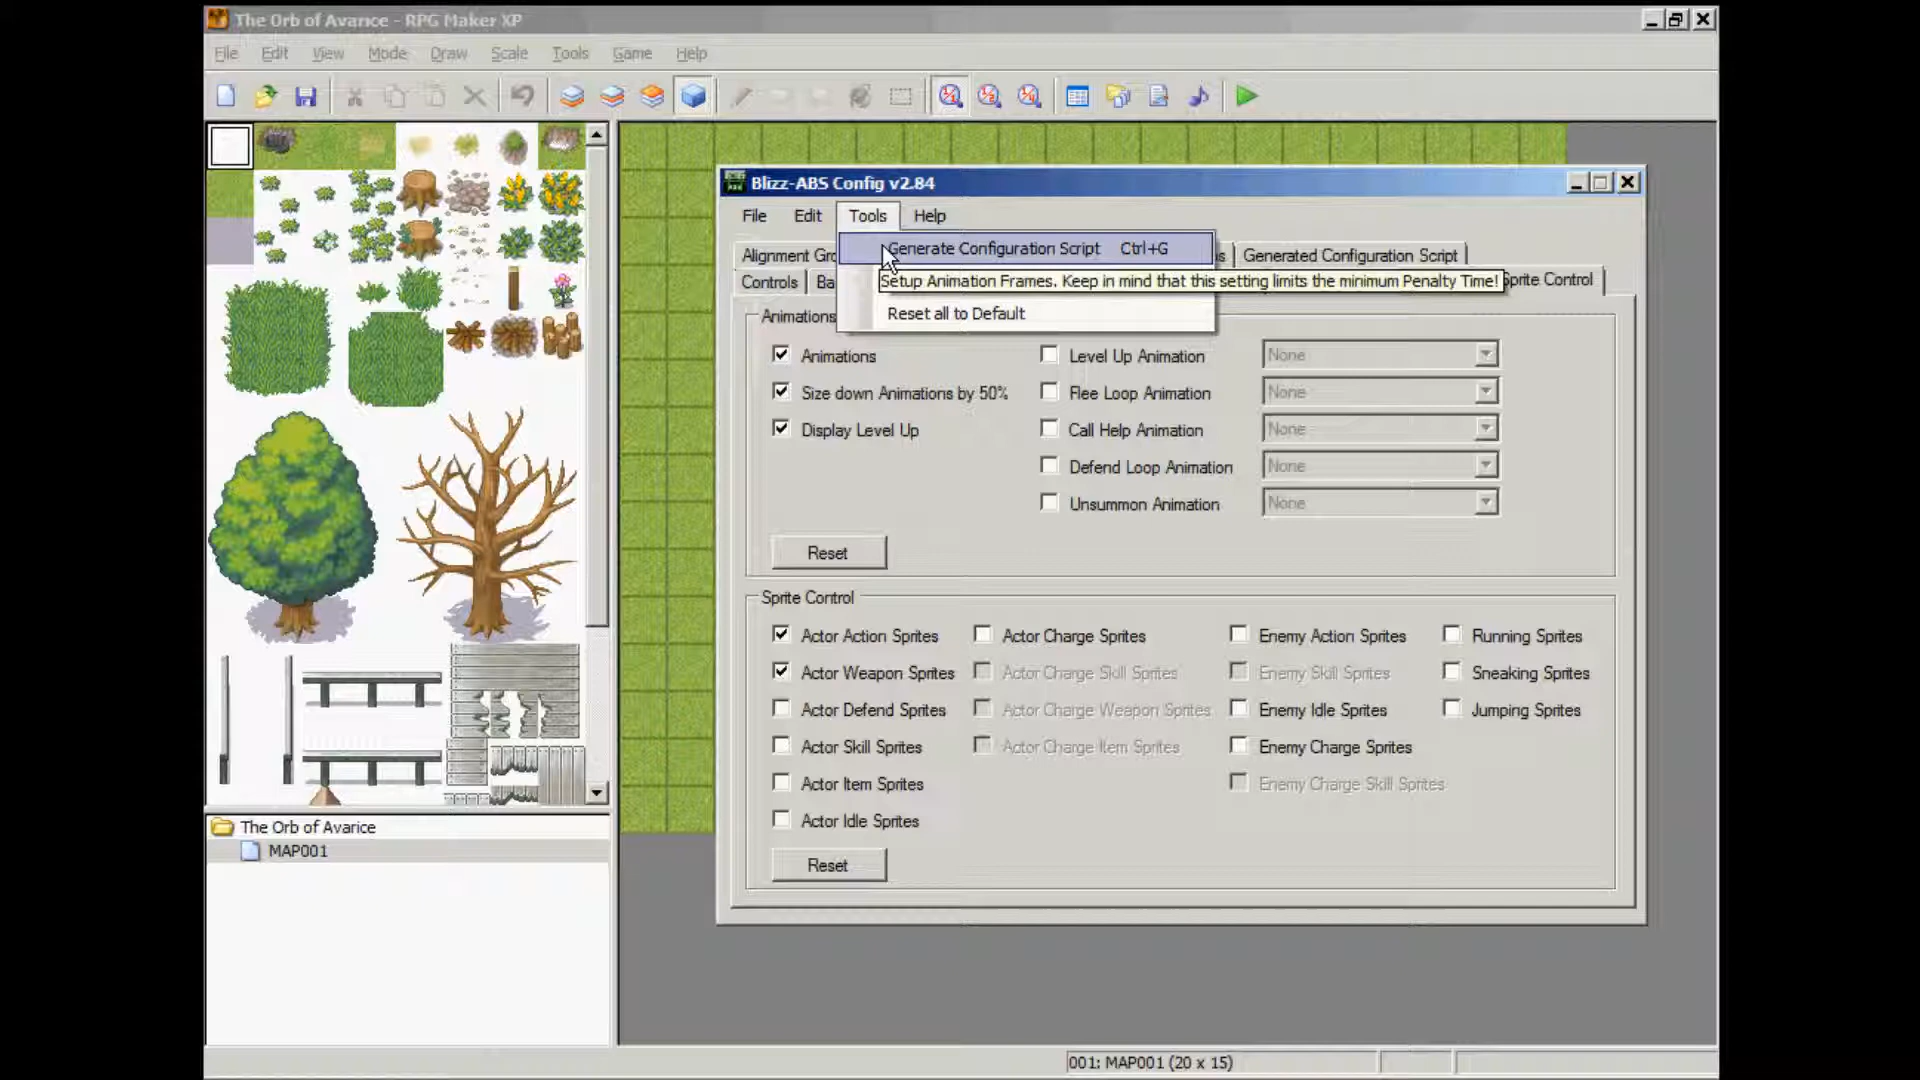 The Orb of Avarice - RPG Maker XP
File Edit View Mode Draw Scale Tools Game Help
Blizz-ABS Config v2.84
File Edit Tools Help
Generate Configuration Script Ctrl+G
Alignment Gro
Generated Configuration Script
Controls
Setup Animation Frames. Keep in mind that this setting limits the minimum Penalty Time!
Sprite Control
Reset all to Default
Animations
Animations
Level Up Animation None
Size down Animations by 50%
Flee Loop Animation None
Display Level Up
Call Help Animation None
Defend Loop Animation None
Unsummon Animation None
Reset
Sprite Control
Actor Action Sprites Actor Charge Sprites Enemy Action Sprites Running Sprites
Actor Weapon Sprites Actor Charge Skill Sprites Enemy Skill Sprites Sneaking Sprites
Actor Defend Sprites Actor Charge Weapon Sprites Enemy Idle Sprites Jumping Sprites
Actor Skill Sprites Actor Charge Item Sprites Enemy Charge Sprites
Actor Item Sprites Enemy Charge Skill Sprites
Actor Idle Sprites
Reset
The Orb of Avarice
MAP001
001: MAP001 (20 x 15)